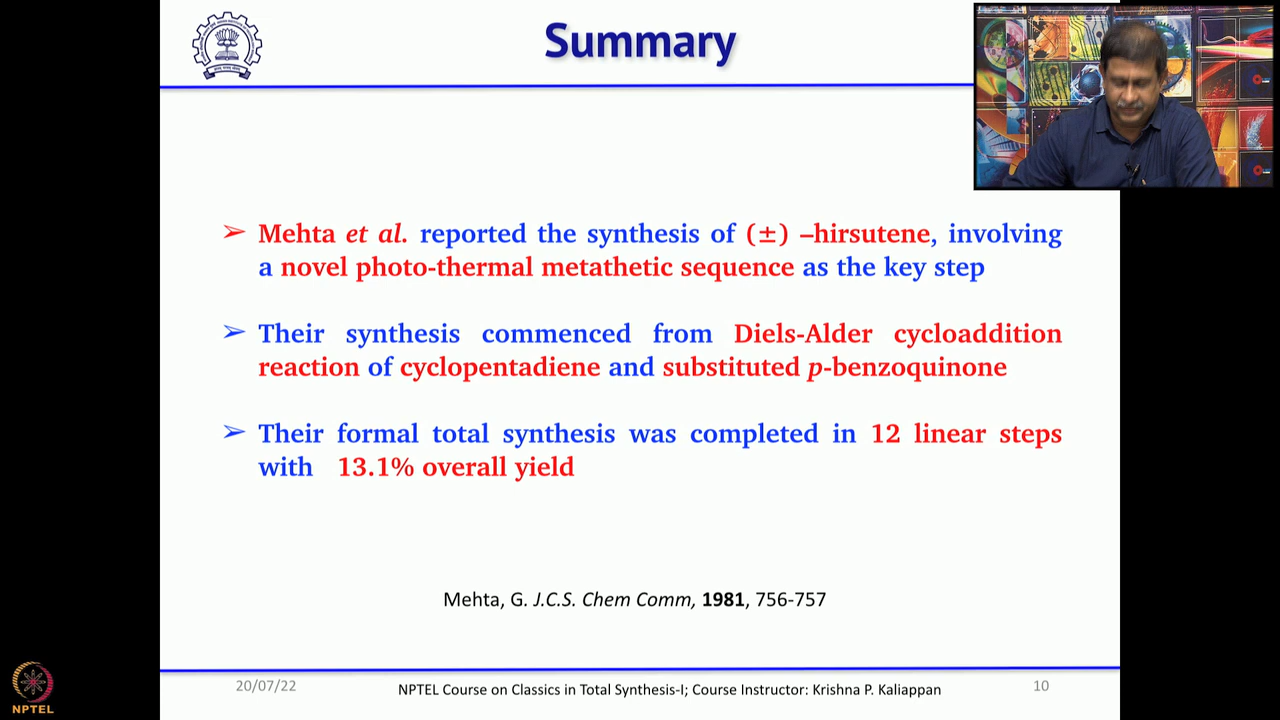 Summary
➢ Mehta et al. reported the synthesis of (±) –hirsutene, involving
a novel photo-thermal metathetic sequence as the key step
➢ Their synthesis commenced from Diels-Alder cycloaddition
reaction of cyclopentadiene and substituted p-benzoquinone
➢ Their formal total synthesis was completed in 12 linear steps
with 13.1% overall yield
Mehta, G. J.C.S. Chem Comm, 1981, 756-757
20/07/22
NPTEL Course on Classics in Total Synthesis-I; Course Instructor: Krishna P. Kaliappan
10
NPTEL